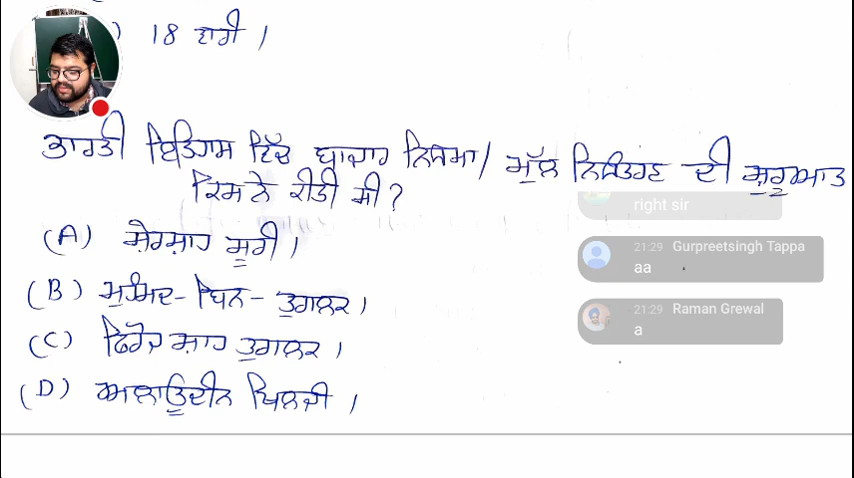 ) 18 ਵਾਰੀ ।
ਭਾਰਤੀ ਇਤਿਹਾਸ ਵਿੱਚ ਬਾਜ਼ਾਰ ਨਿਯਮਾ/ ਮੁੱਲ ਨਿਯੰਤਰਣ ਦੀ ਸ਼ੁਰੂਆਤ
ਕਿਸ ਨੇ ਕੀਤੀ ਸੀ?
right sir
(A) ਸ਼ੇਰਸ਼ਾਹ ਸੂਰੀ ।
21:29 Gurpreetsingh Tappa
aa
(B) ਮੁਹੰਮਦ-ਬਿਨ-ਤੁਗਲਕ ।
21:29 Raman Grewal
a
(C) ਫਿਰੋਜ਼ ਸ਼ਾਹ ਤੁਗਲਕ ।
(D) ਅਲਾਉਦੀਨ ਖਿਲਜੀ ।